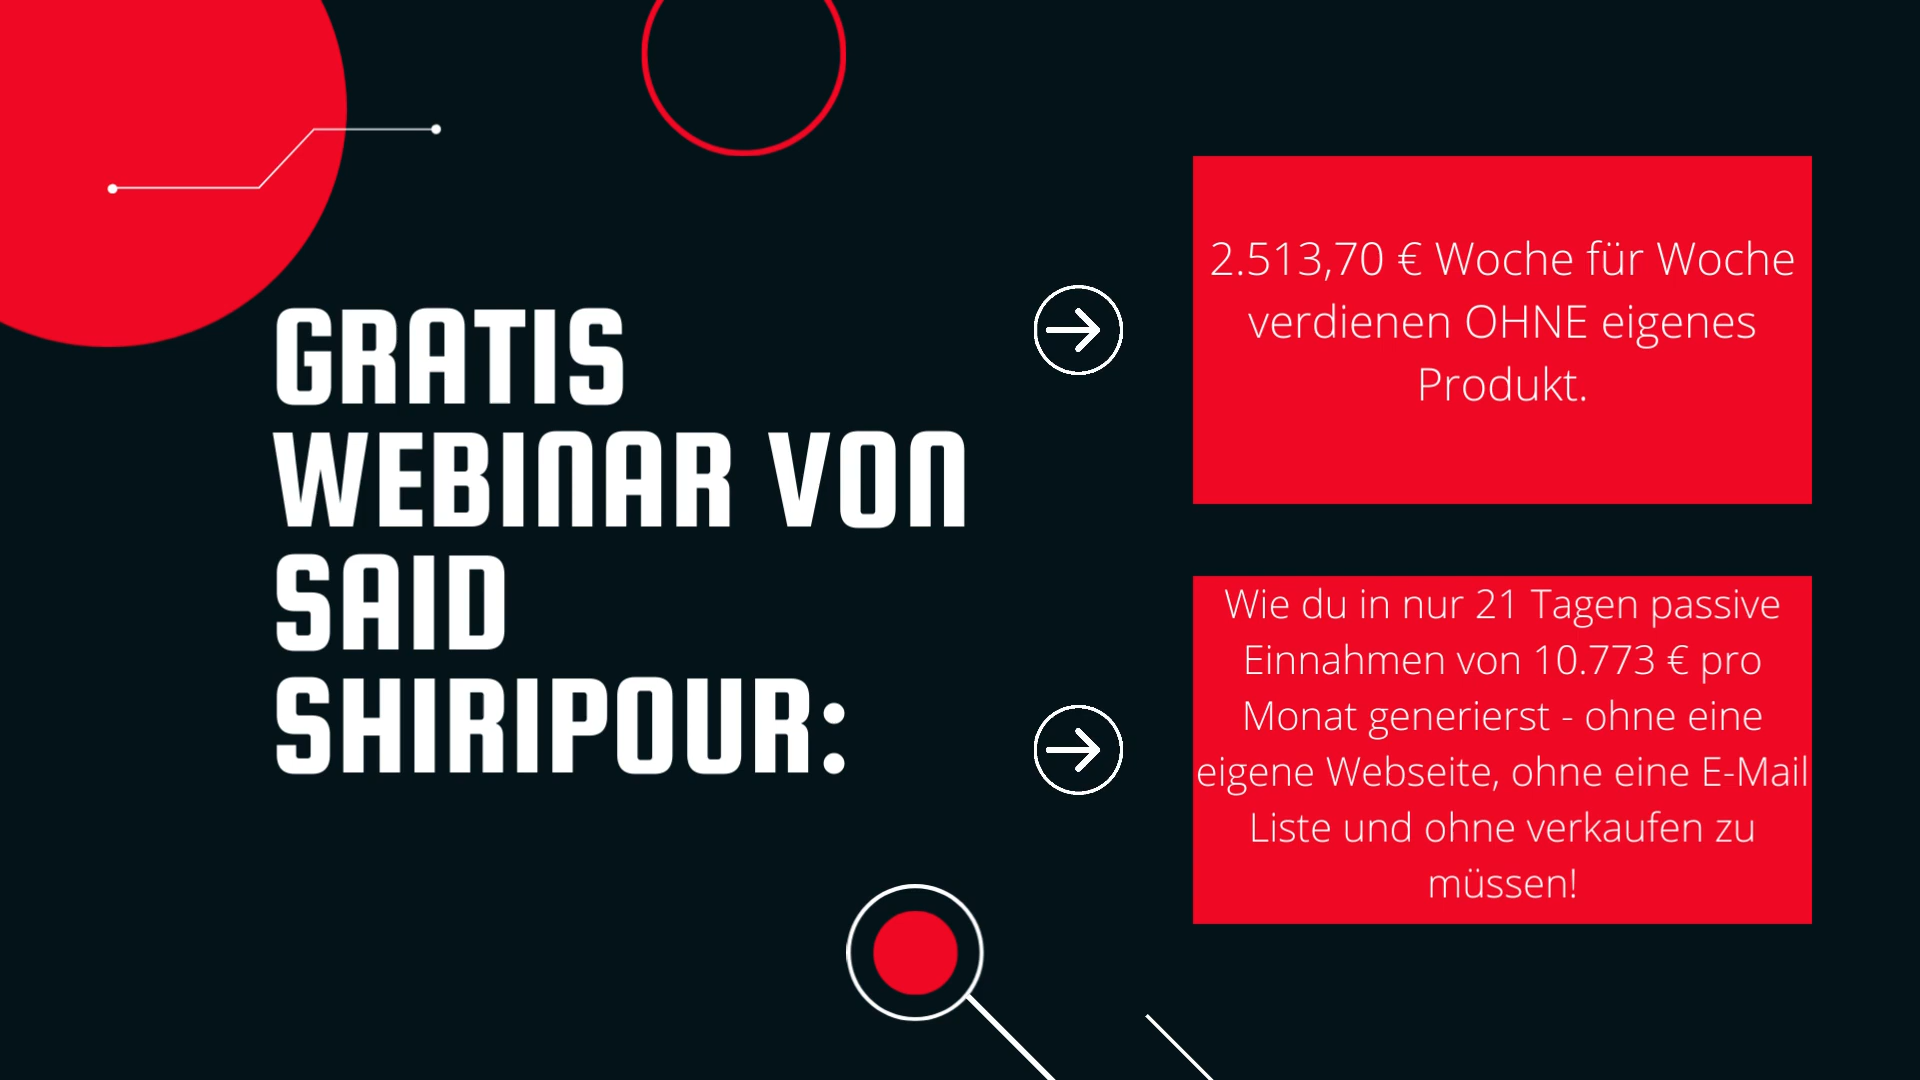 GRATIS
WEBINAR VON
SAID
SHIRIPOUR:
2.513,70 € Woche für Woche
verdienen OHNE eigenes
Produkt.
Wie du in nur 21 Tagen passive
Einnahmen von 10.773 € pro
Monat generierst - ohne eine
eigene Webseite, ohne eine E-Mail
Liste und ohne verkaufen zu
müssen!